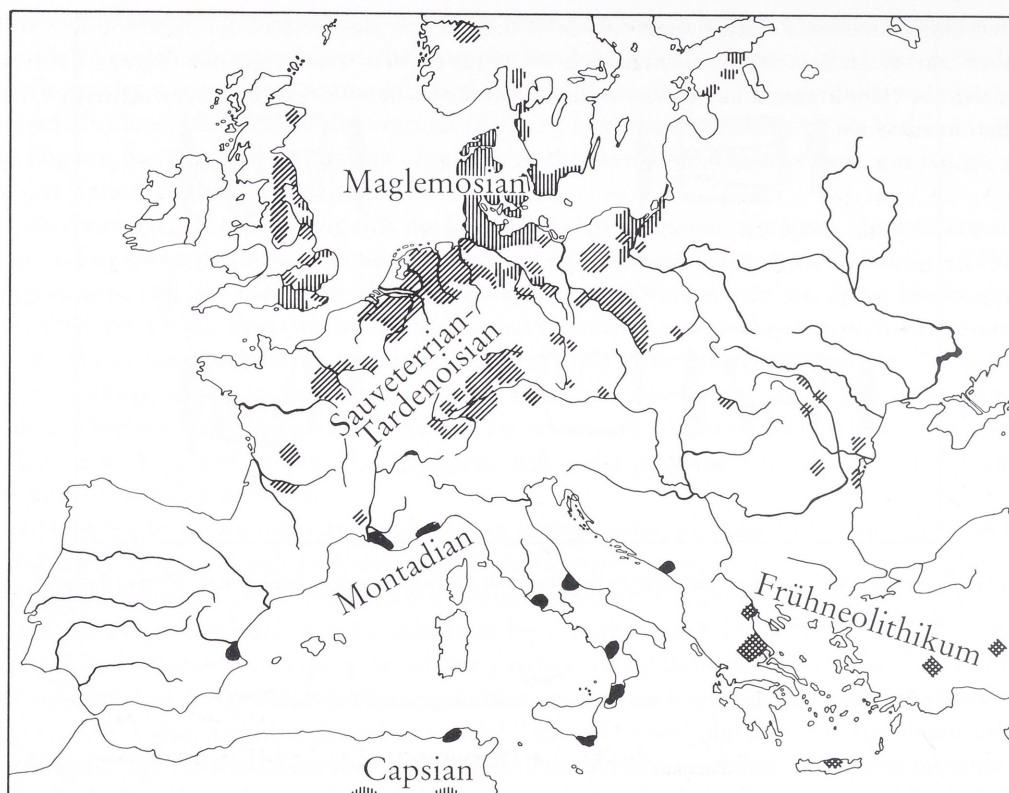 Maglemosian
Sauveterrian-
Tardenoisian
Montadian
Frühneolithikum
Capsian